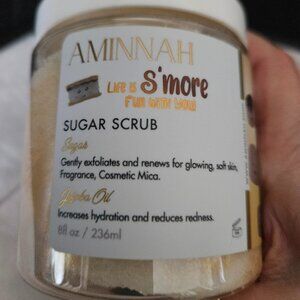 AMINNAH
LIFE IS S'more
FUN WITH YOU
SUGAR SCRUB
Sugar
Gently exfoliates and renews for glowing, soft skin,
Fragrance, Cosmetic Mica.
Jojoba Oil
Increases hydration and reduces redness.
8fl oz / 236ml